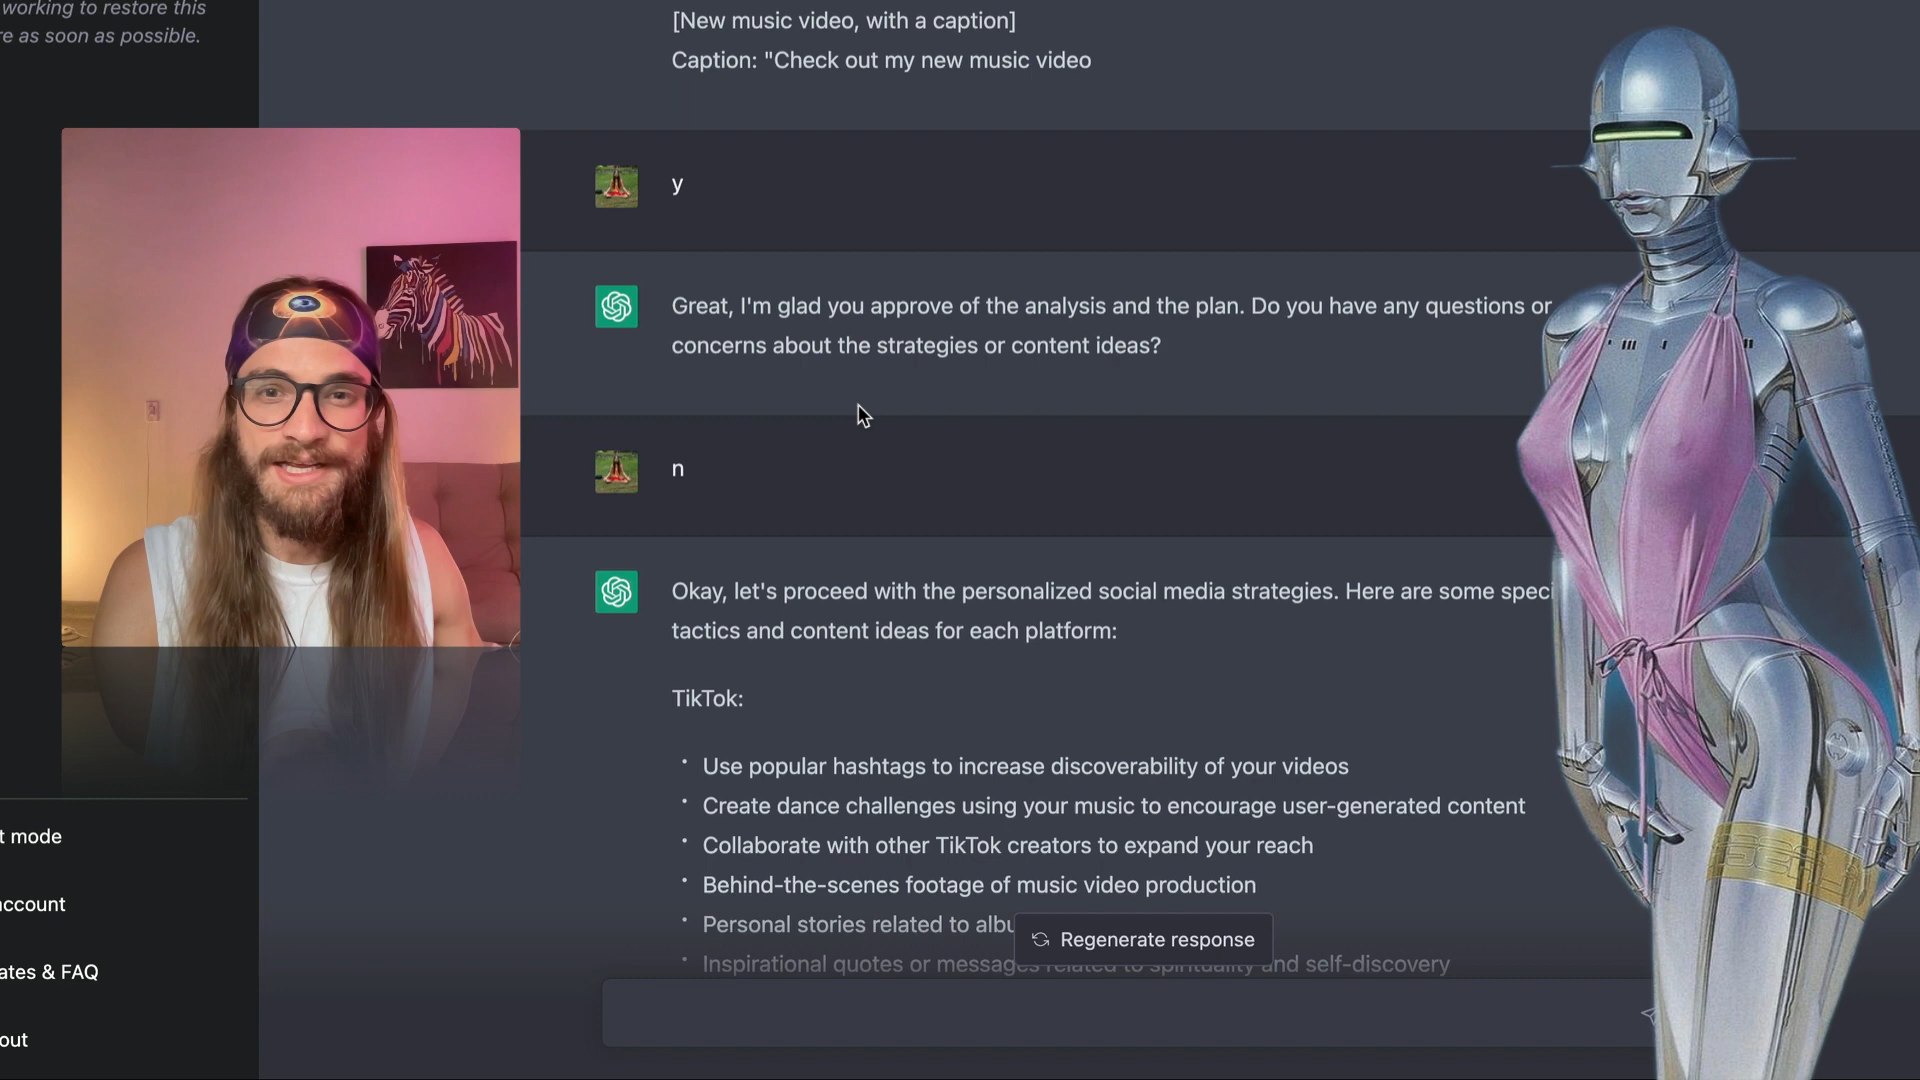 working to restore this
re as soon as possible.
[New music video, with a caption]
Caption: "Check out my new music video
y
Great, I'm glad you approve of the analysis and the plan. Do you have any questions or
concerns about the strategies or content ideas?
n
Okay, let's proceed with the personalized social media strategies. Here are some speci
tactics and content ideas for each platform:
TikTok:
• Use popular hashtags to increase discoverability of your videos
• Create dance challenges using your music to encourage user-generated content
• Collaborate with other TikTok creators to expand your reach
• Behind-the-scenes footage of music video production
• Personal stories related to albu
Regenerate response
• Inspirational quotes or messages related to spirituality and self-discovery
t mode
account
ates & FAQ
out